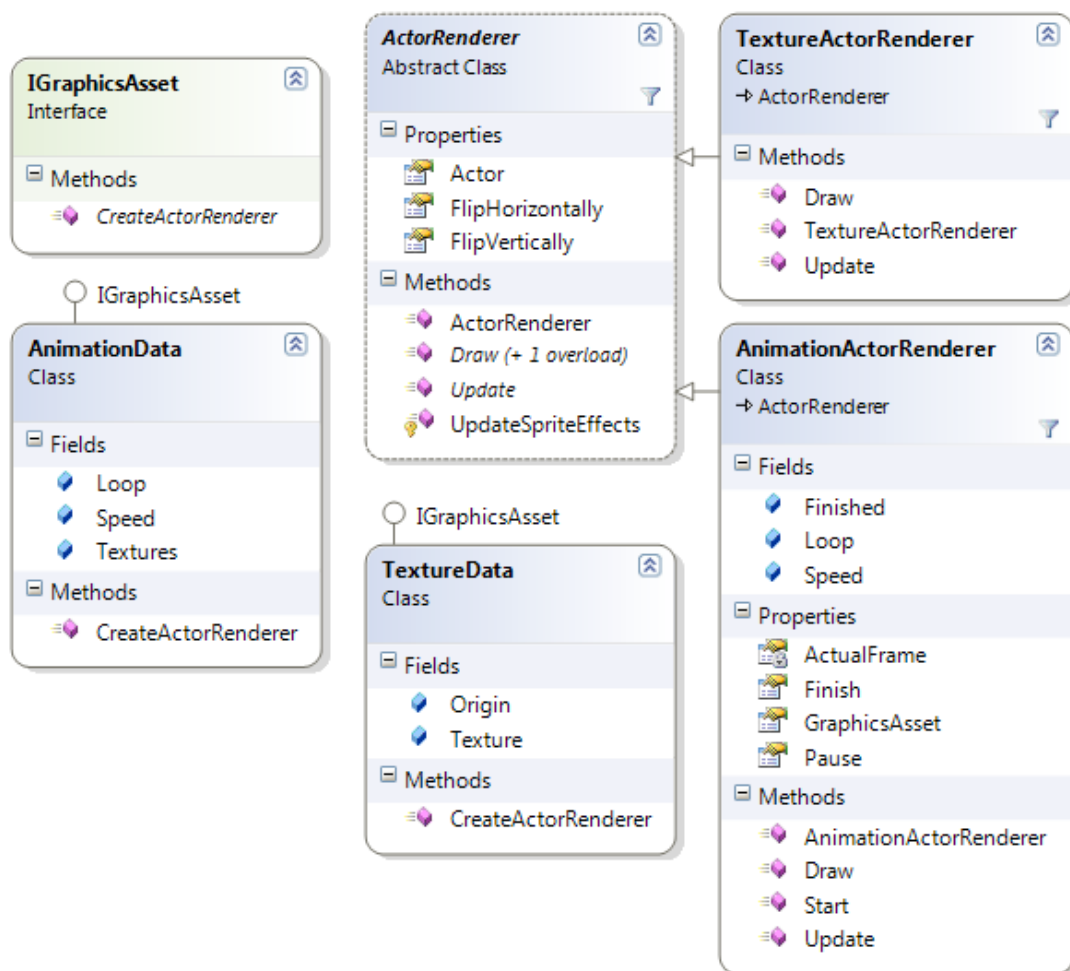 IGraphicsAsset
Interface
Methods
CreateActorRenderer
IGraphicsAsset
AnimationData
Class
Fields
Loop
Speed
Textures
Methods
CreateActorRenderer
ActorRenderer
Abstract Class
Properties
Actor
FlipHorizontally
FlipVertically
Methods
ActorRenderer
Draw (+ 1 overload)
Update
UpdateSpriteEffects
IGraphicsAsset
TextureData
Class
Fields
Origin
Texture
Methods
CreateActorRenderer
TextureActorRenderer
Class
ActorRenderer
Methods
Draw
TextureActorRenderer
Update
AnimationActorRenderer
Class
ActorRenderer
Fields
Finished
Loop
Speed
Properties
ActualFrame
Finish
GraphicsAsset
Pause
Methods
AnimationActorRenderer
Draw
Start
Update